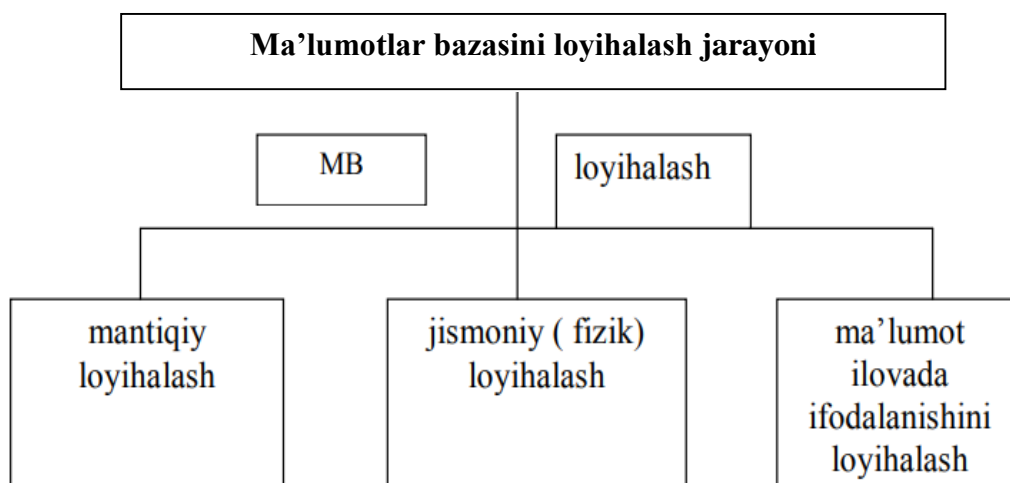 Ma’lumotlar bazasini loyihalash jarayoni
MB
loyihalash
mantiqiy
loyihalash
jismoniy ( fizik)
loyihalash
ma’lumot
ilovada
ifodalanishini
loyihalash